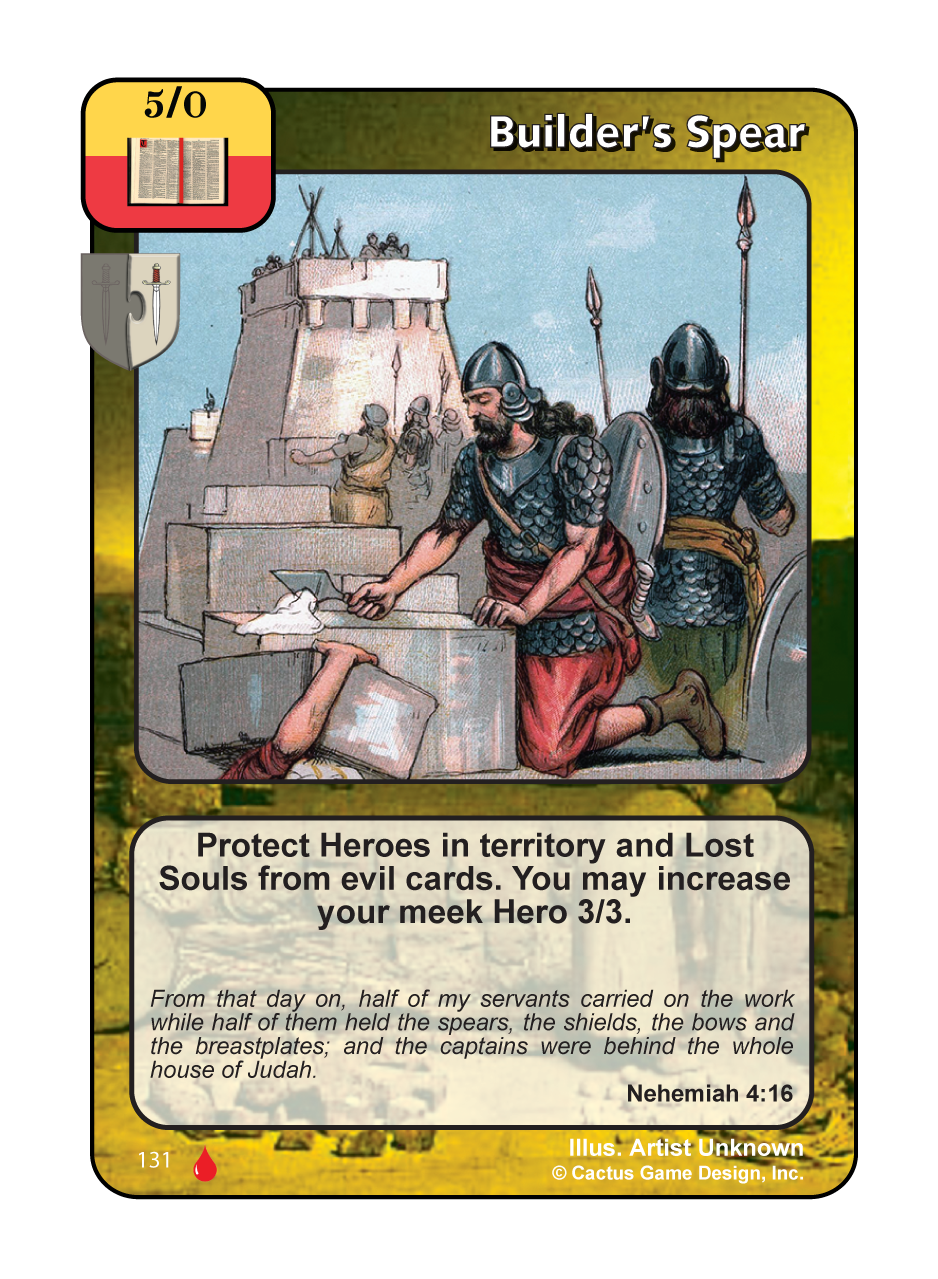 5/0
Builder's Spear
Protect Heroes in territory and Lost
Souls from evil cards. You may increase
your meek Hero 3/3.
From that day on, half of my servants carried on the work
while half of them held the spears, the shields, the bows and
the breastplates; and the captains were behind the whole
house of Judah.
Nehemiah 4:16
131
Illus. Artist Unknown
© Cactus Game Design, Inc.